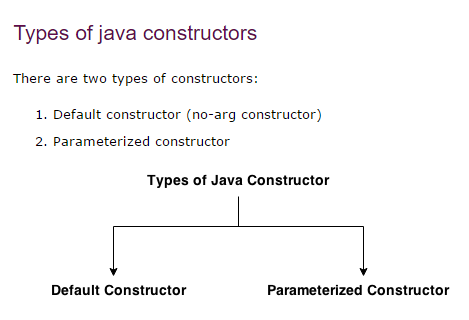 Types of java constructors
There are two types of constructors:
1. Default constructor (no-arg constructor)
2. Parameterized constructor
Types of Java Constructor
Default Constructor
Parameterized Constructor